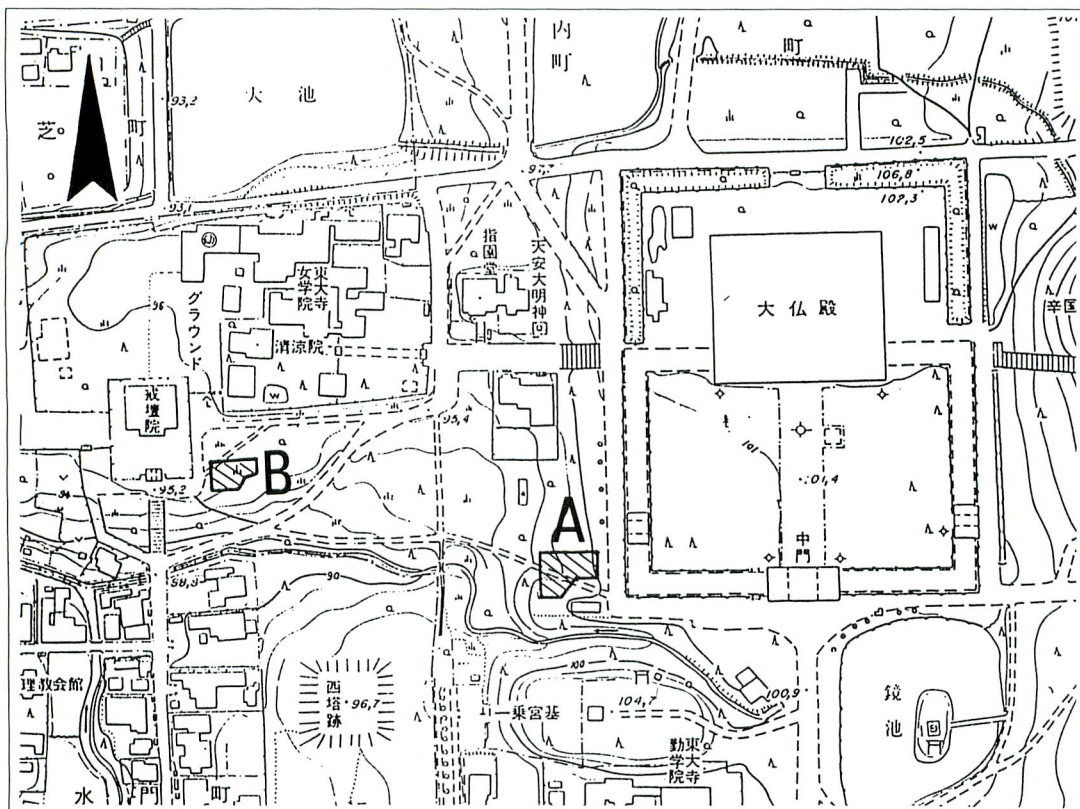 内町
町
大池
93,2
芝
町
102,5
106,8
102,3
指図堂
天安大明神
東大寺女学院
グラウンド
96
清涼院
大仏殿
辛国
戒壇院
95,4
95,2
B
A
101
101,4
中門
90
西塔跡
96,7
理教会館
100
100,9
104,7
乗宮基
東大寺勤学院
鏡池
水門町